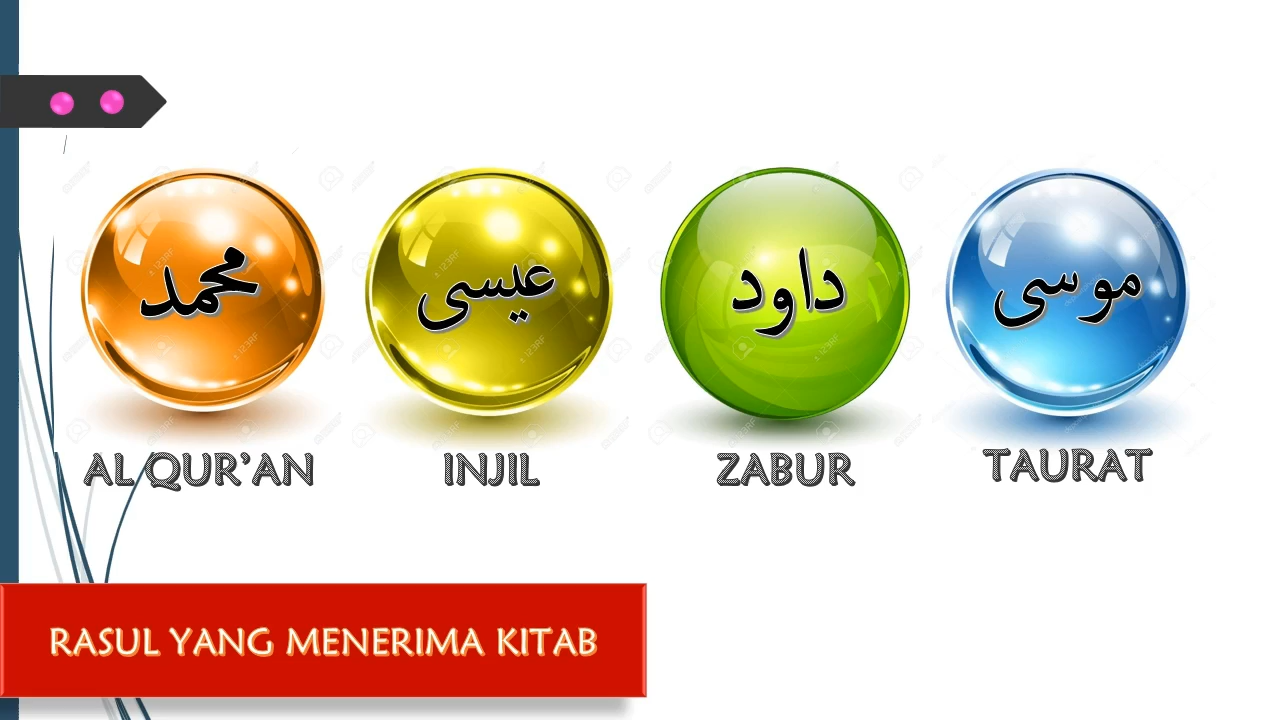 محمد
عيسى
داود
موسى
AL QUR’AN
INJIL
ZABUR
TAURAT
RASUL YANG MENERIMA KITAB